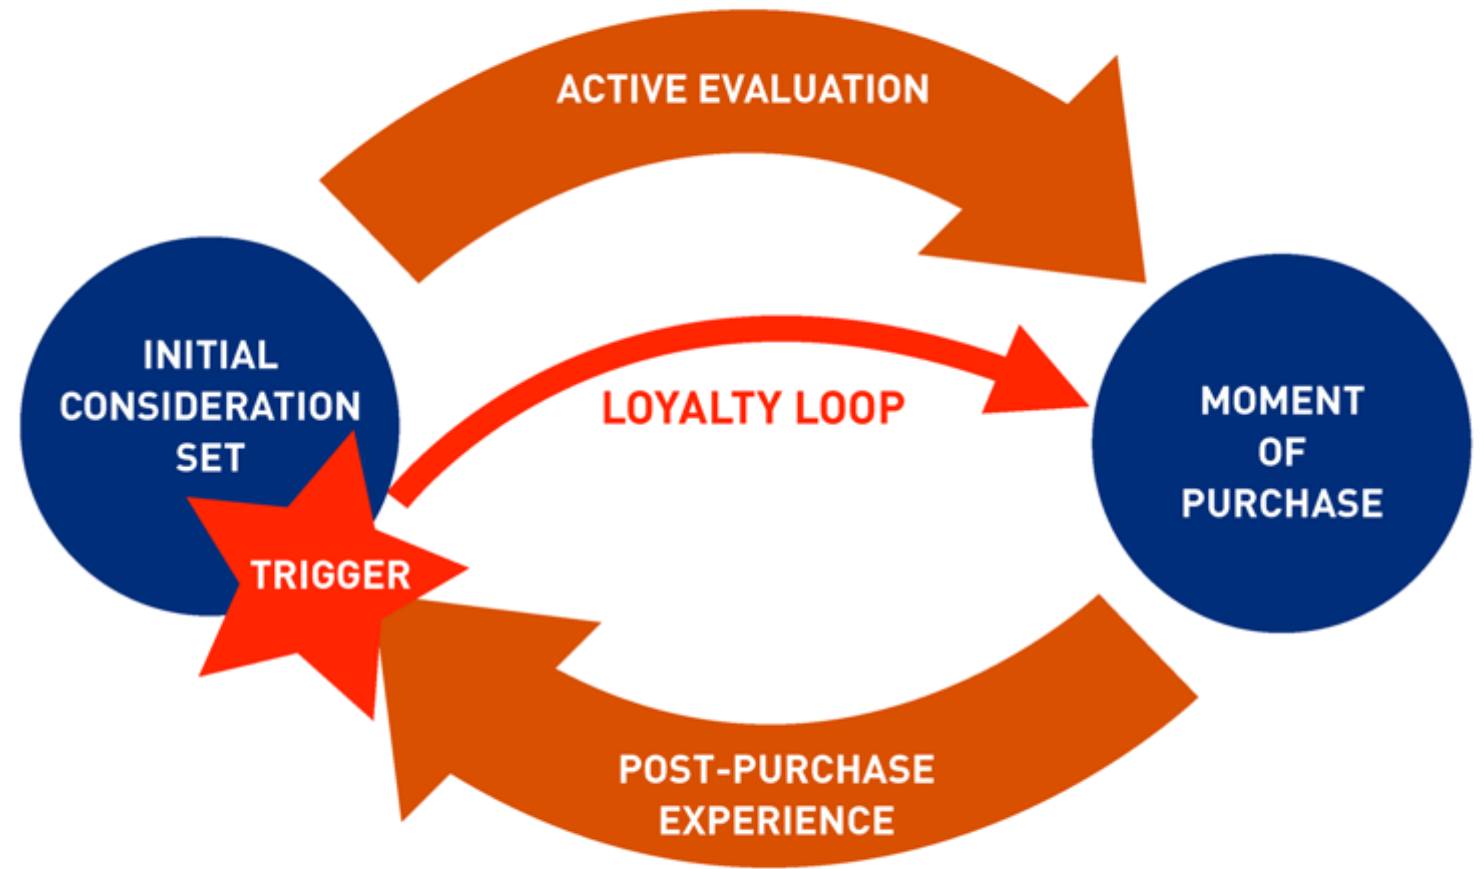 ACTIVE EVALUATION
INITIAL
CONSIDERATION
SET
TRIGGER
LOYALTY LOOP
MOMENT
OF
PURCHASE
POST-PURCHASE
EXPERIENCE